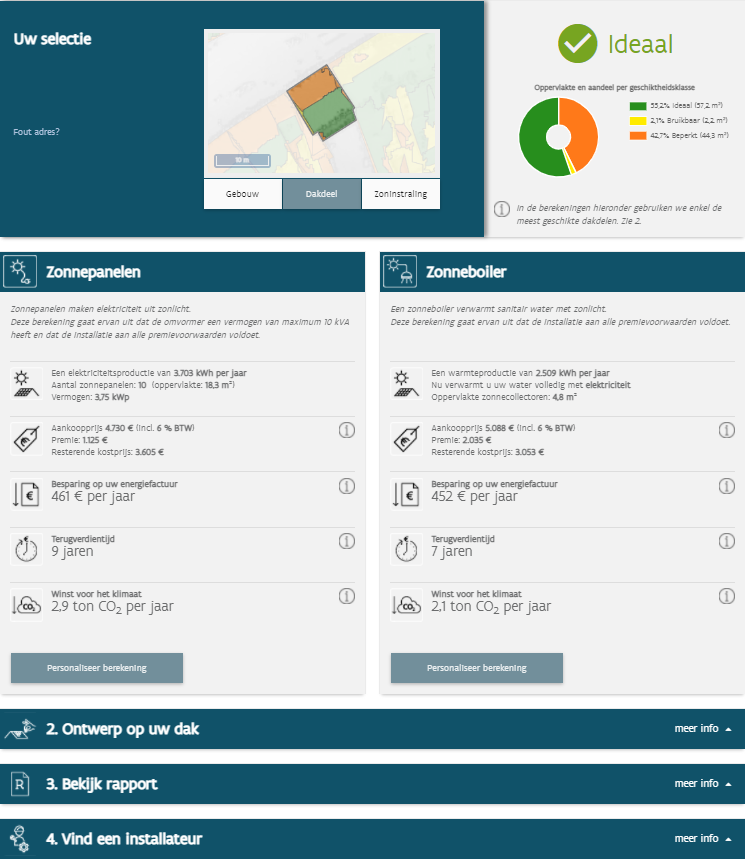 Uw selectie
Fout adres?
10 m
Gebouw
Dakdeel
Zoninstraling
Ideaal
Oppervlakte en aandeel per geschiktheidsklasse
55,2% Ideaal (57,2 m²)
2,1% Bruikbaar (2,2 m²)
42,7% Beperkt (44,3 m²)
In de berekeningen hieronder gebruiken we enkel de
meest geschikte dakdelen. Zie 2.
Zonnepanelen
Zonnepanelen maken elektriciteit uit zonlicht.
Deze berekening gaat ervan uit dat de omvormer een vermogen van maximum 10 kVA
heeft en dat de installatie aan alle premievoorwaarden voldoet.
Een elektriciteitsproductie van 3.703 kWh per jaar
Aantal zonnepanelen: 10 (oppervlakte: 18,3 m²)
Vermogen: 3,75 kWp
Aankoopprijs 4.730 € (incl. 6 % BTW)
Premie: 1.125 €
Resterende kostprijs: 3.605 €
Besparing op uw energiefactuur
461 € per jaar
Terugverdientijd
9 jaren
CO₂
Winst voor het klimaat
2,9 ton CO₂ per jaar
Personaliseer berekening
Zonneboiler
Een zonneboiler verwarmt sanitair water met zonlicht.
Deze berekening gaat ervan uit dat de installatie aan alle premievoorwaarden voldoet.
Een warmteproductie van 2.509 kWh per jaar
Nu verwarmt u uw water volledig met elektriciteit
Oppervlakte zonnecollectoren: 4,8 m²
Aankoopprijs 5.088 € (incl. 6 % BTW)
Premie: 2.035 €
Resterende kostprijs: 3.053 €
Besparing op uw energiefactuur
452 € per jaar
Terugverdientijd
7 jaren
CO₂
Winst voor het klimaat
2,1 ton CO₂ per jaar
Personaliseer berekening
2. Ontwerp op uw dak
meer info
R
3. Bekijk rapport
meer info
4. Vind een installateur
meer info